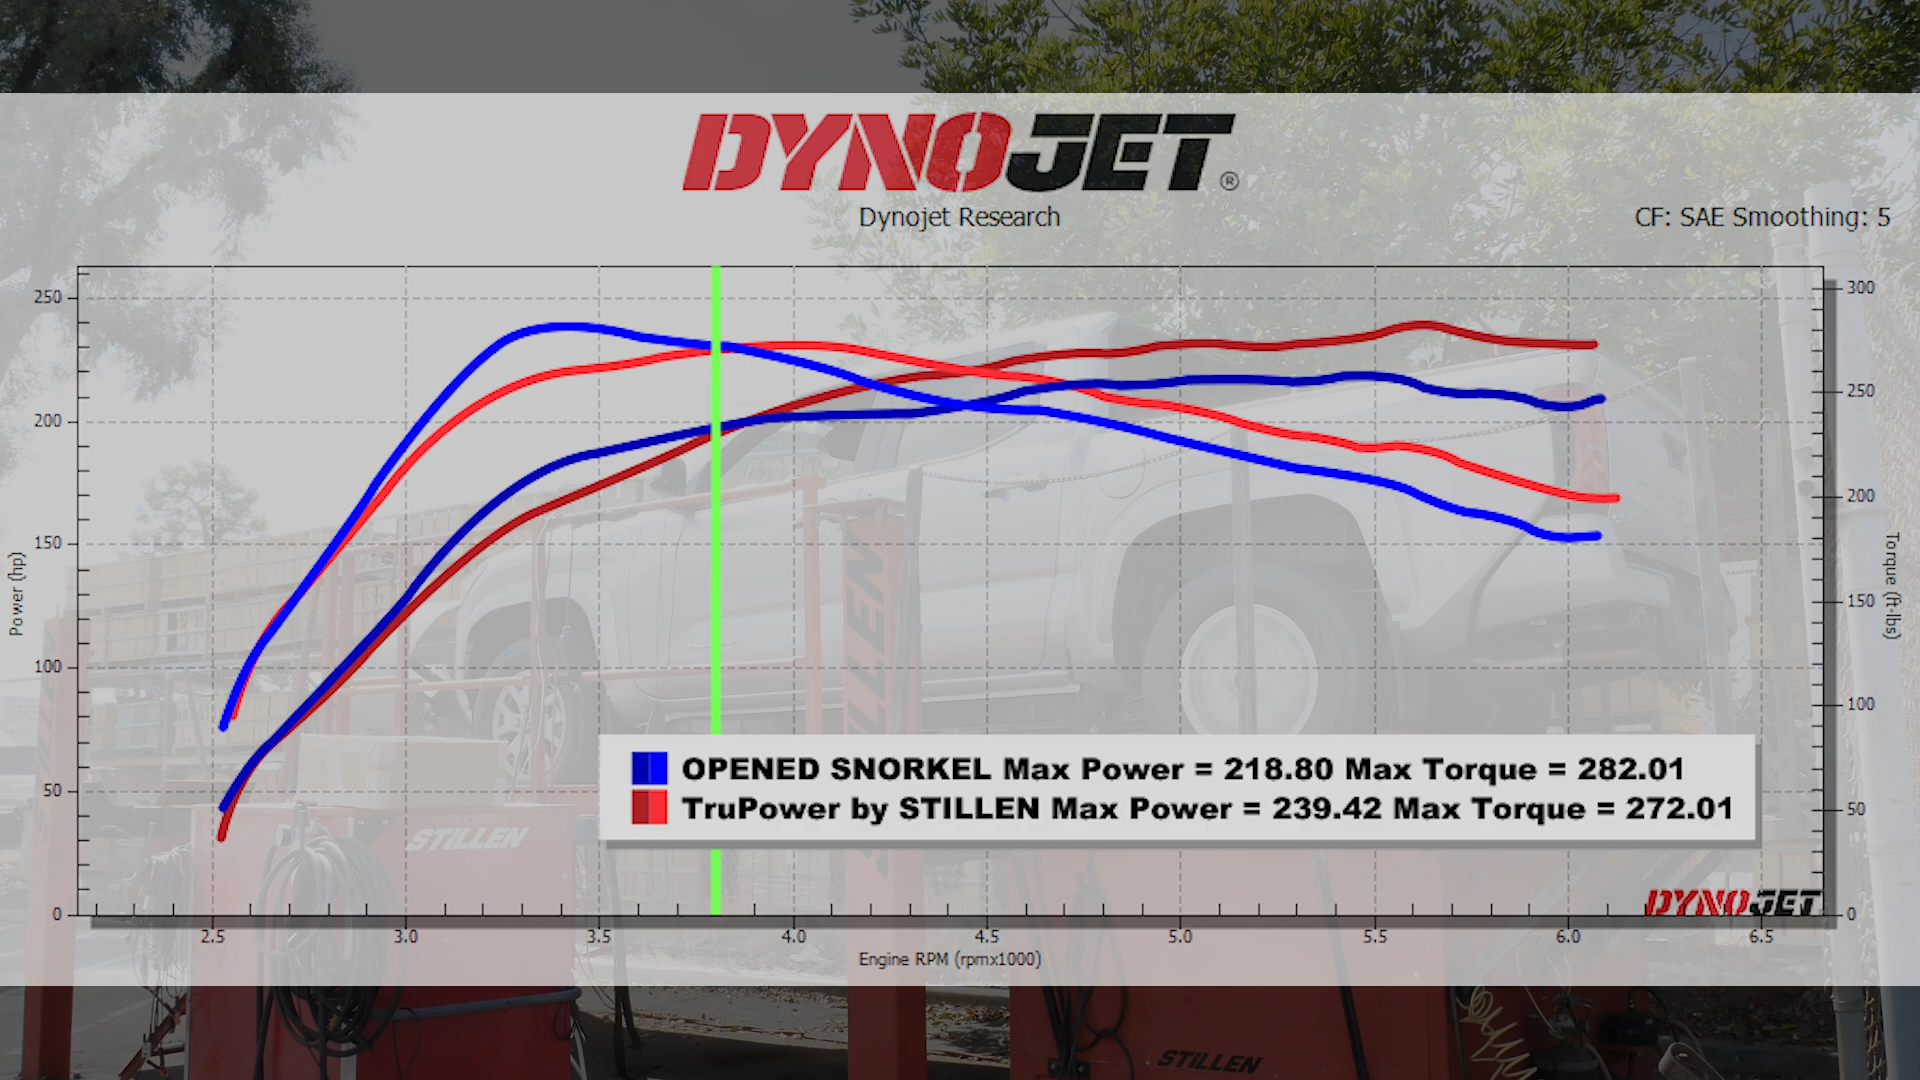 DYNOJET®
Dynojet Research
CF: SAE Smoothing: 5
250
200
150
100
50
0
Power (hp)
300
250
200
150
100
50
0
Torque (ft-lbs)
STILLEN
OPENED SNORKEL Max Power = 218.80 Max Torque = 282.01
TruPower by STILLEN Max Power = 239.42 Max Torque = 272.01
STILLEN
DYNOJET
2.5 3.0 3.5 4.0 4.5 5.0 5.5 6.0 6.5
Engine RPM (rpmx1000)
STILLEN